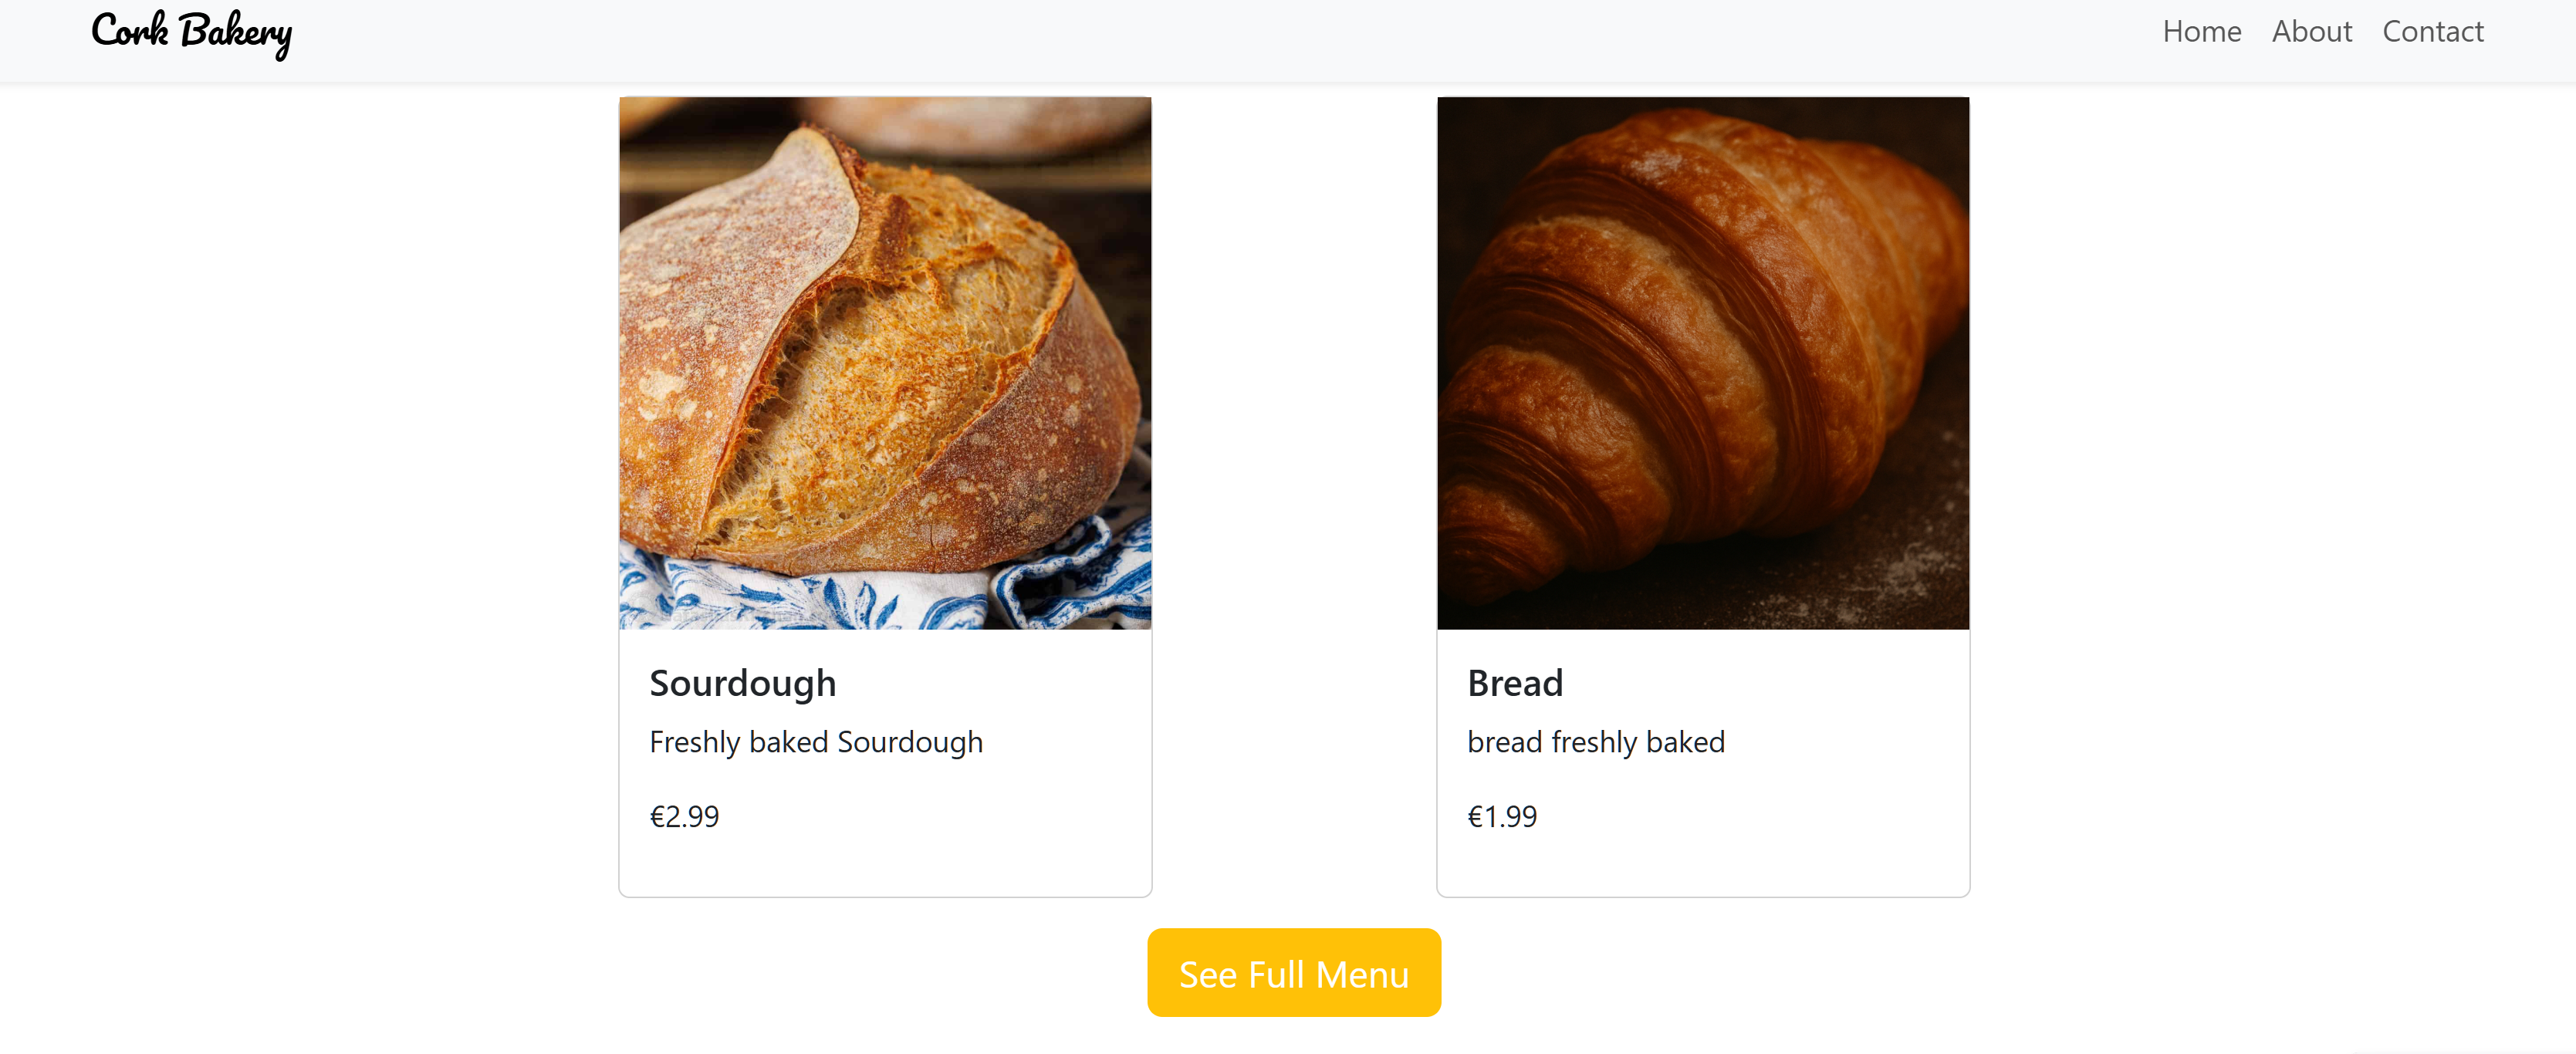 Cork Bakery
Home About Contact
Sourdough
Freshly baked Sourdough
€2.99
Bread
bread freshly baked
€1.99
See Full Menu